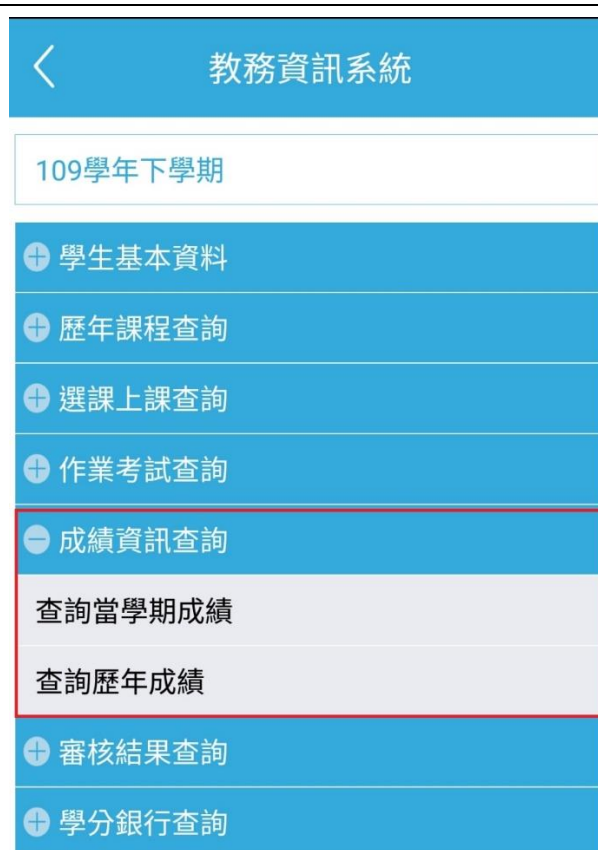 教務資訊系統
109學年下學期
學生基本資料
歷年課程查詢
選課上課查詢
作業考試查詢
成績資訊查詢
查詢當學期成績
查詢歷年成績
審核結果查詢
學分銀行查詢